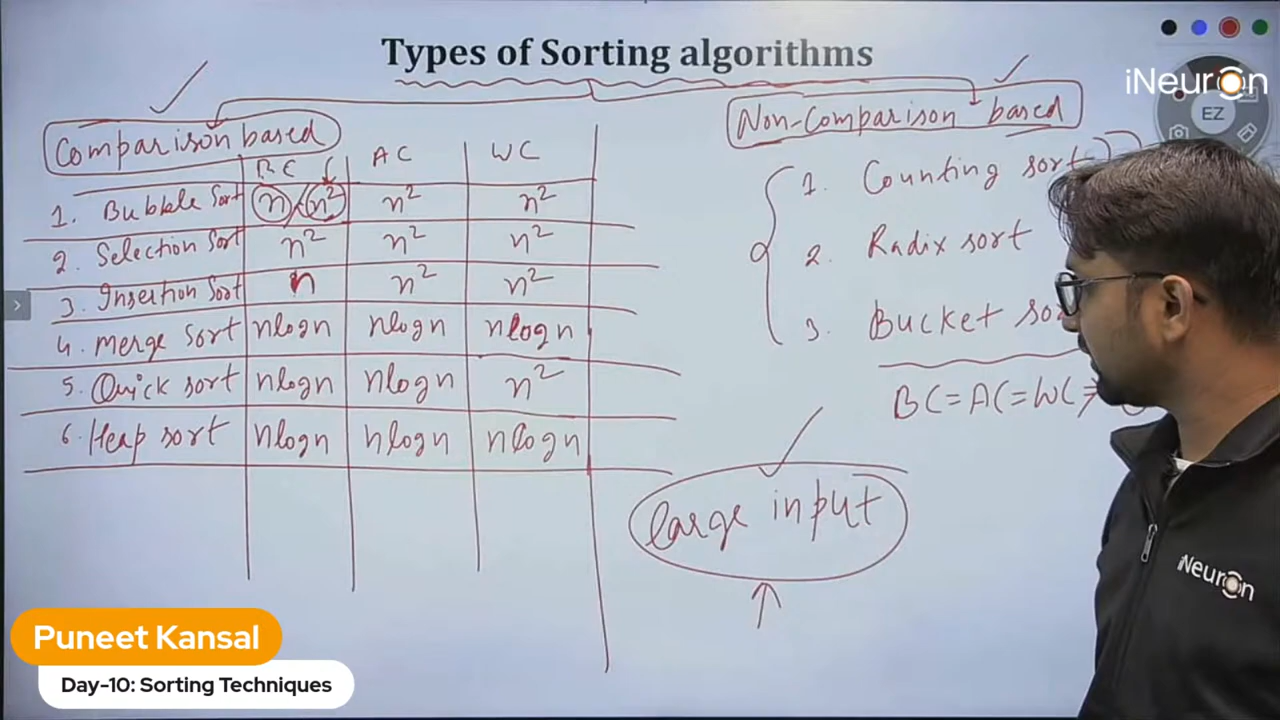 Types of Sorting algorithms
iNeuron
EZ
Comparison based
Non-Comparison based
BC AC WC
1. Bubble Sort n / n² n² n²
2. Selection Sort n² n² n²
3. Insertion Sort n n² n²
4. Merge sort nlogn nlogn nlogn
5. Quick sort nlogn nlogn n²
6. Heap sort nlogn nlogn nlogn
1. Counting sort
2. Radix sort
3. Bucket
BC=AC=WC=
large input
iNeuron
Puneet Kansal
Day-10: Sorting Techniques